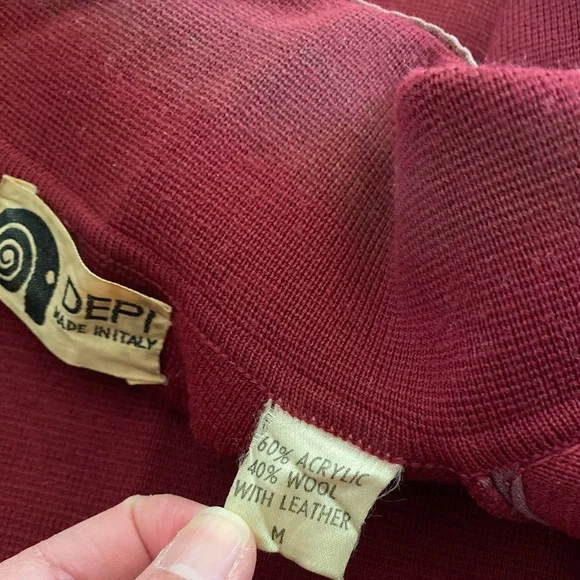 DEPI
MADE IN ITALY
60% ACRYLIC
40% WOOL
WITH LEATHER
M